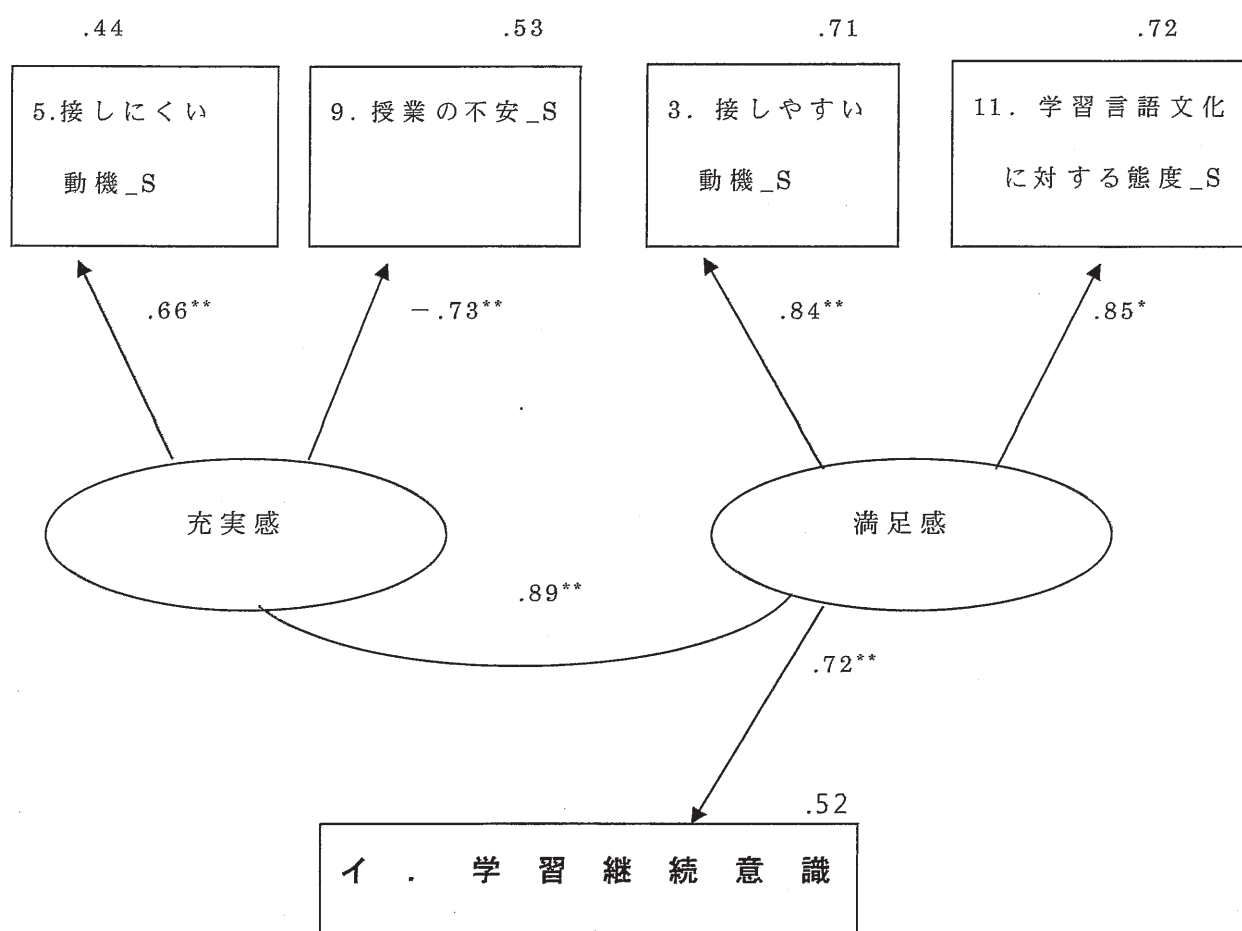 .44
.53
.71
.72
5.接しにくい
動機_S
9. 授業の不安_S
3. 接しやすい
動機_S
11. 学習言語文化
に対する態度_S
.66**
−.73**
.84**
.85*
充実感
満足感
.89**
.72**
.52
イ . 学習継続意識